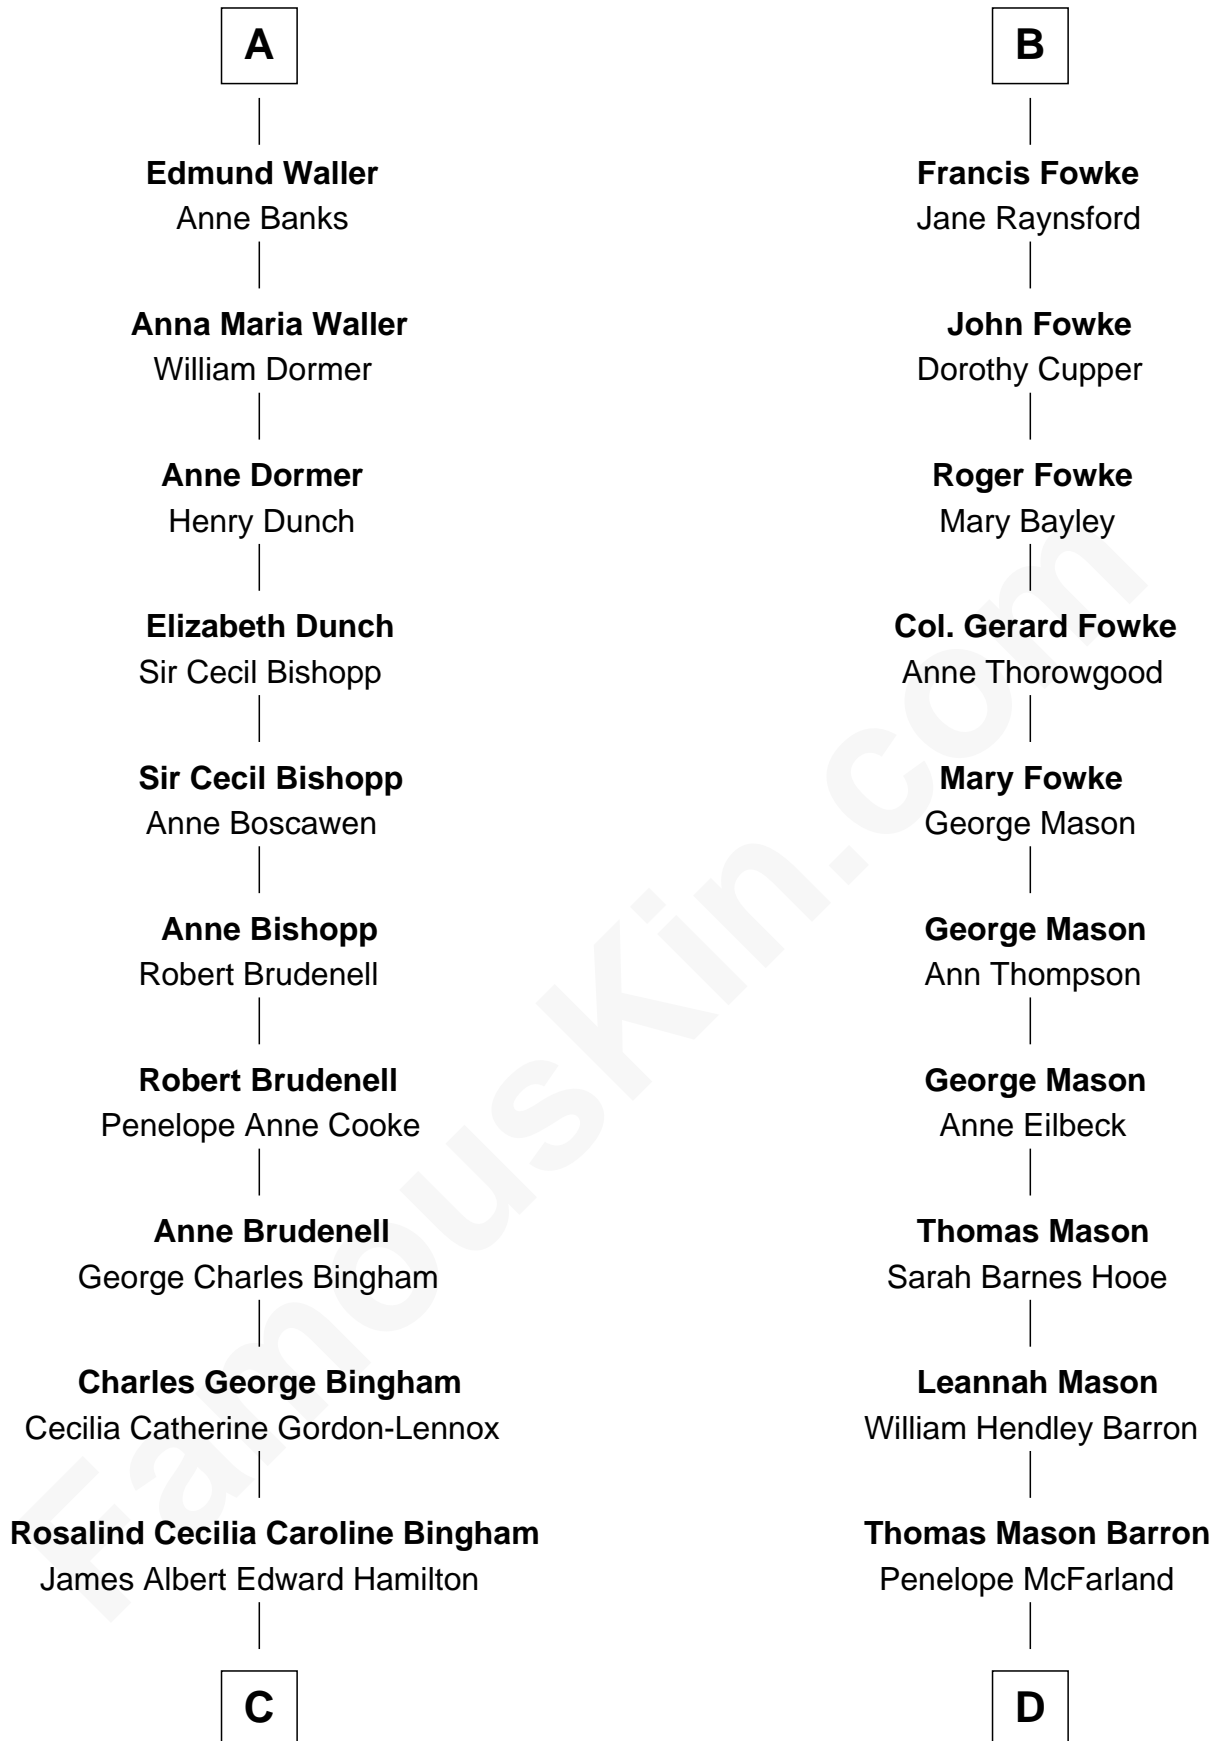 A
Edmund Waller
Anne Banks
Anna Maria Waller
William Dormer
Anne Dormer
Henry Dunch
Elizabeth Dunch
Sir Cecil Bishopp
Sir Cecil Bishopp
Anne Boscawen
Anne Bishopp
Robert Brudenell
Robert Brudenell
Penelope Anne Cooke
Anne Brudenell
George Charles Bingham
Charles George Bingham
Cecilia Catherine Gordon-Lennox
Rosalind Cecilia Caroline Bingham
James Albert Edward Hamilton
C
B
Francis Fowke
Jane Raynsford
John Fowke
Dorothy Cupper
Roger Fowke
Mary Bayley
Col. Gerard Fowke
Anne Thorowgood
Mary Fowke
George Mason
George Mason
Ann Thompson
George Mason
Anne Eilbeck
Thomas Mason
Sarah Barnes Hooe
Leannah Mason
William Hendley Barron
Thomas Mason Barron
Penelope McFarland
D
FamousKin.com